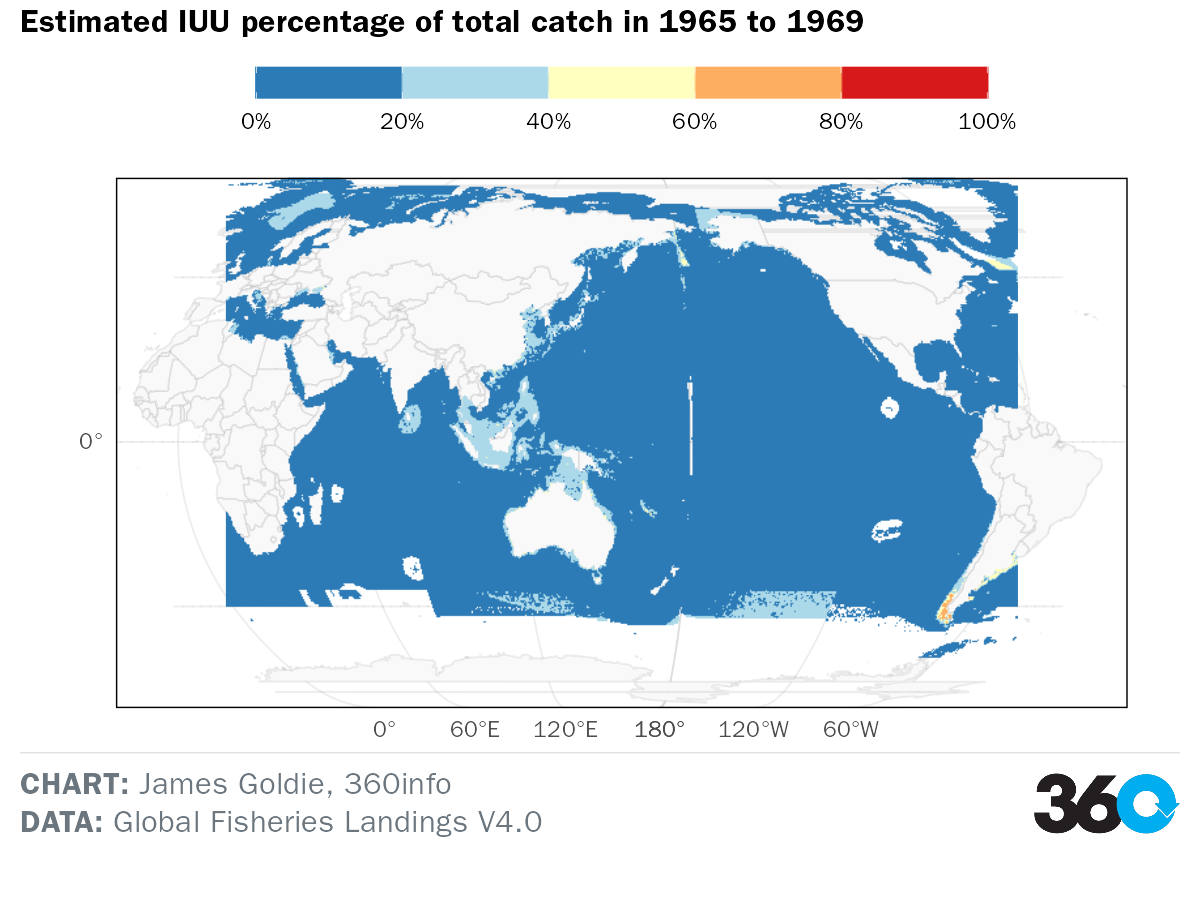 Estimated IUU percentage of total catch in 1965 to 1969
0% 20% 40% 60% 80% 100%
0°
0° 60°E 120°E 180° 120°W 60°W
CHART: James Goldie, 360info
DATA: Global Fisheries Landings V4.0
360